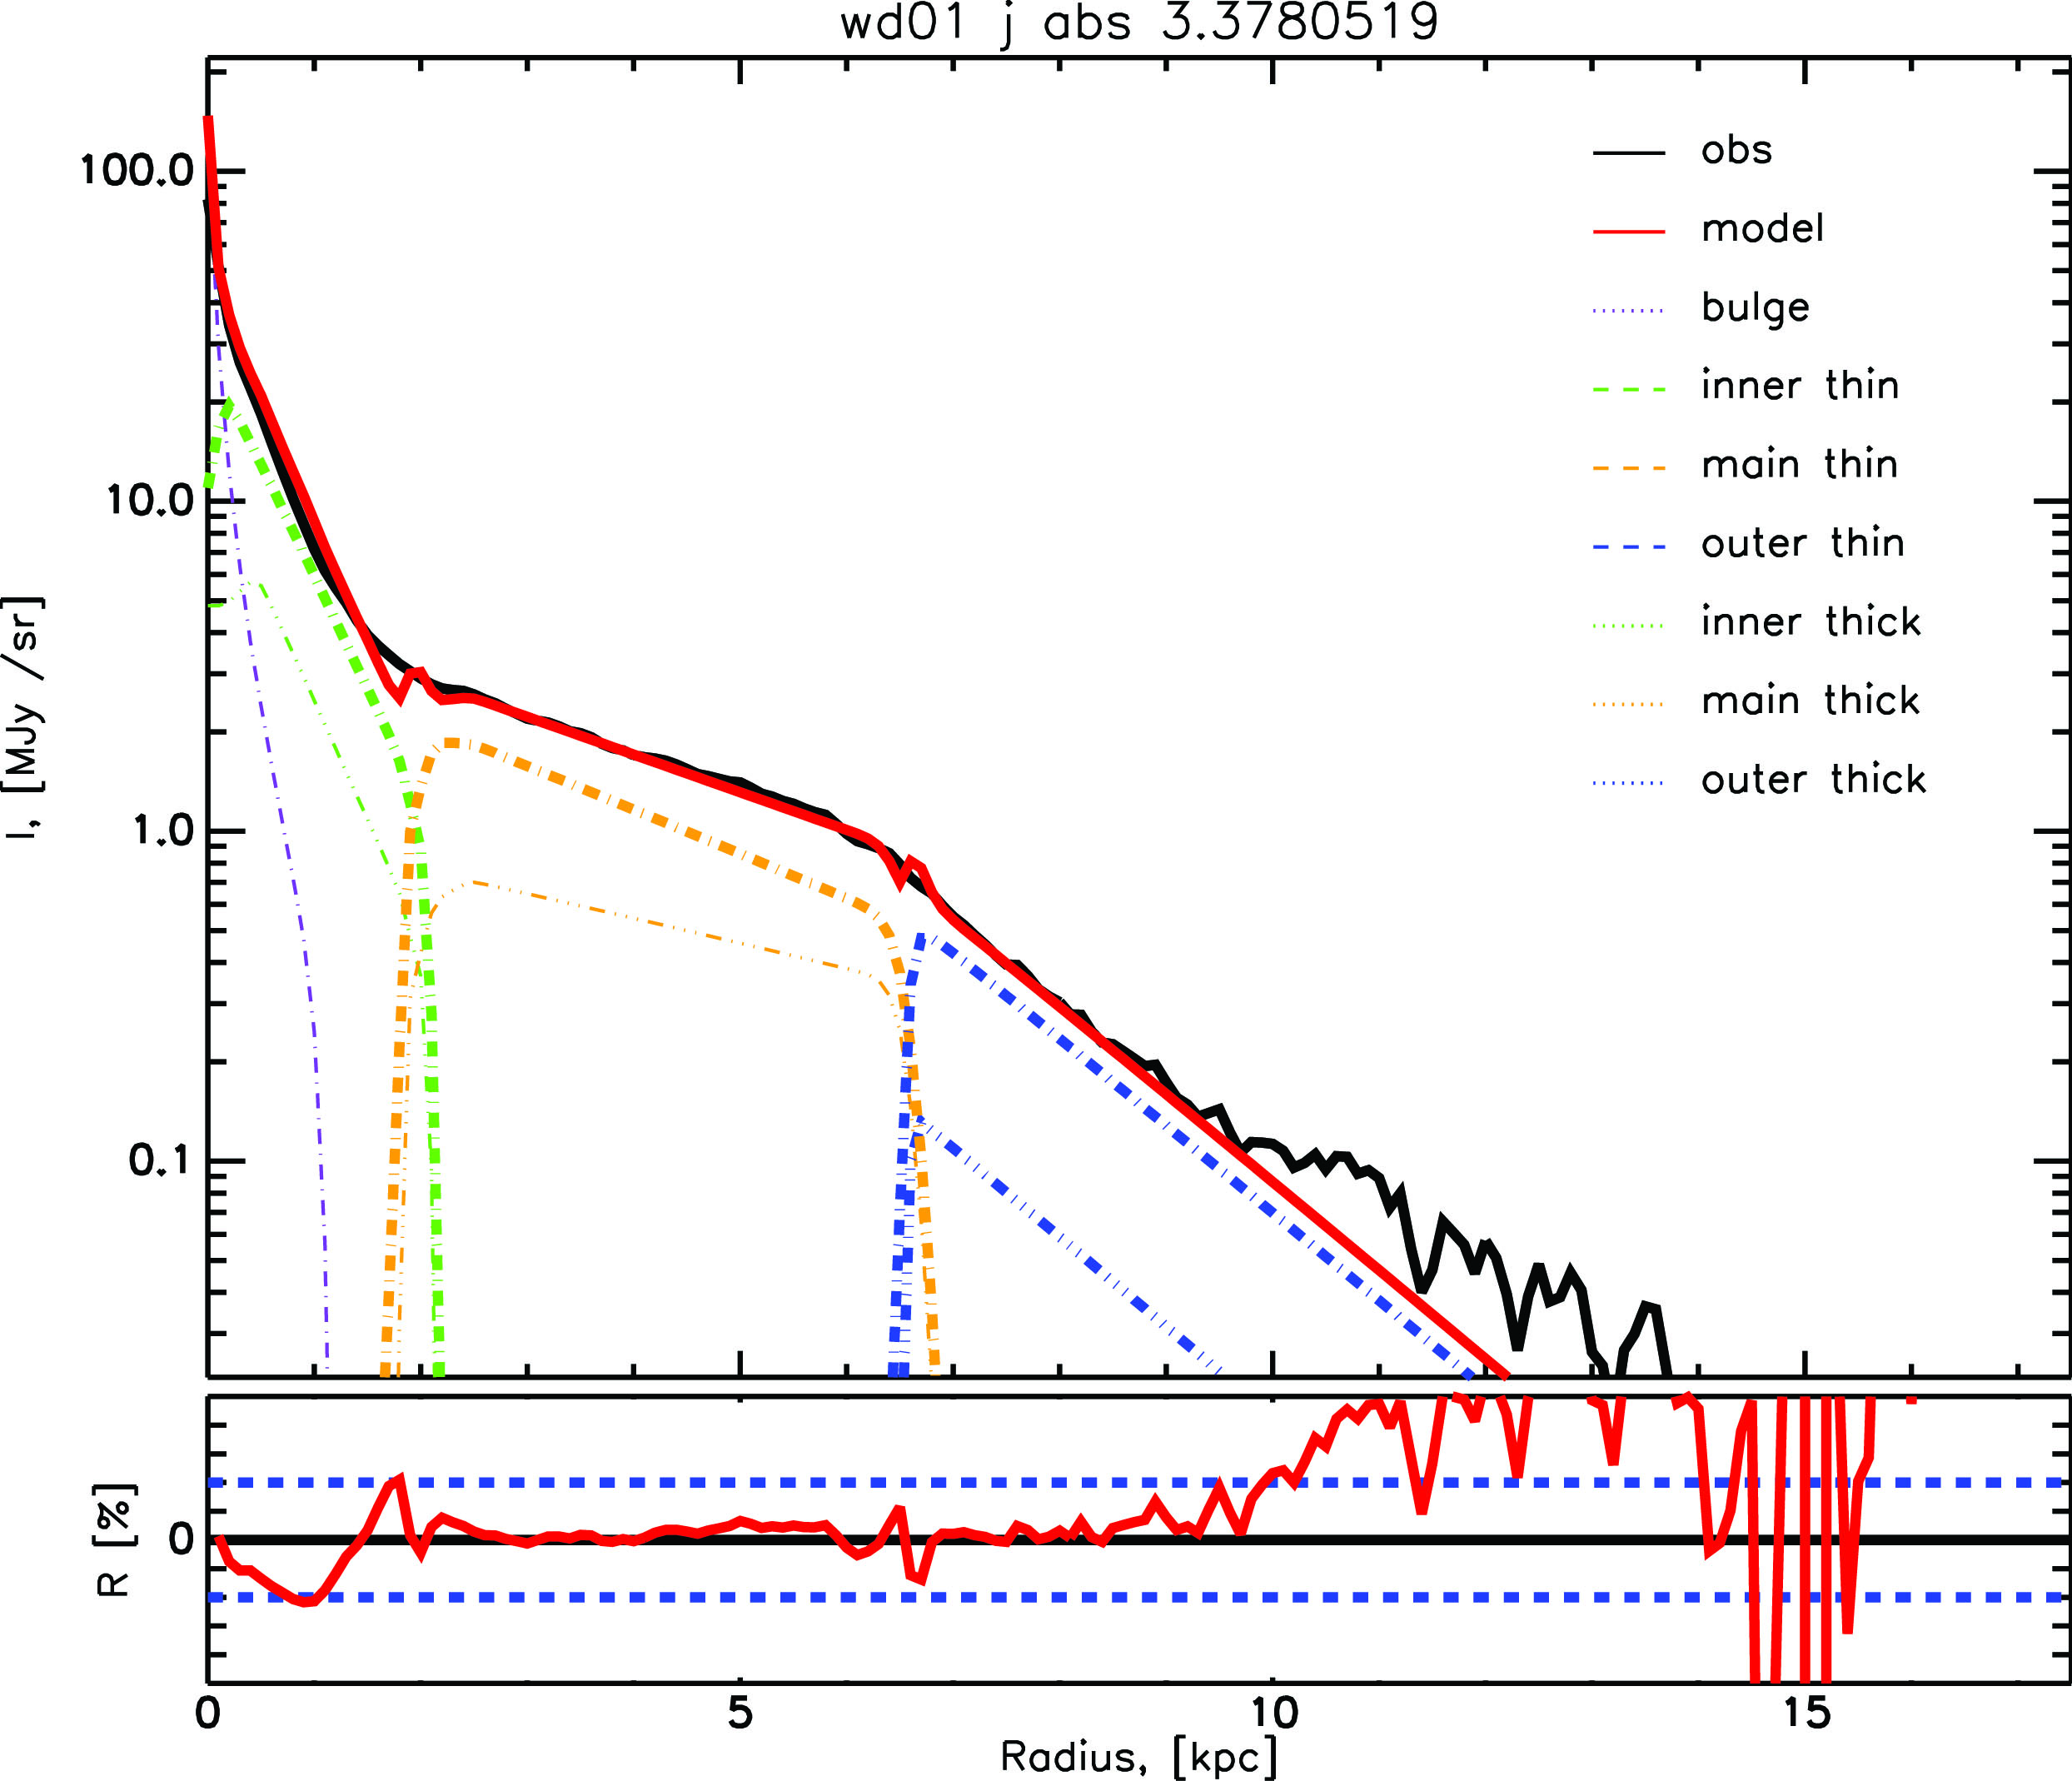 wd01 j abs 3.3780519
I, [MJy /sr]
100.0
10.0
1.0
0.1
obs
model
bulge
inner thin
main thin
outer thin
inner thick
main thick
outer thick
R [%]
0
0 5 10 15
Radius, [kpc]